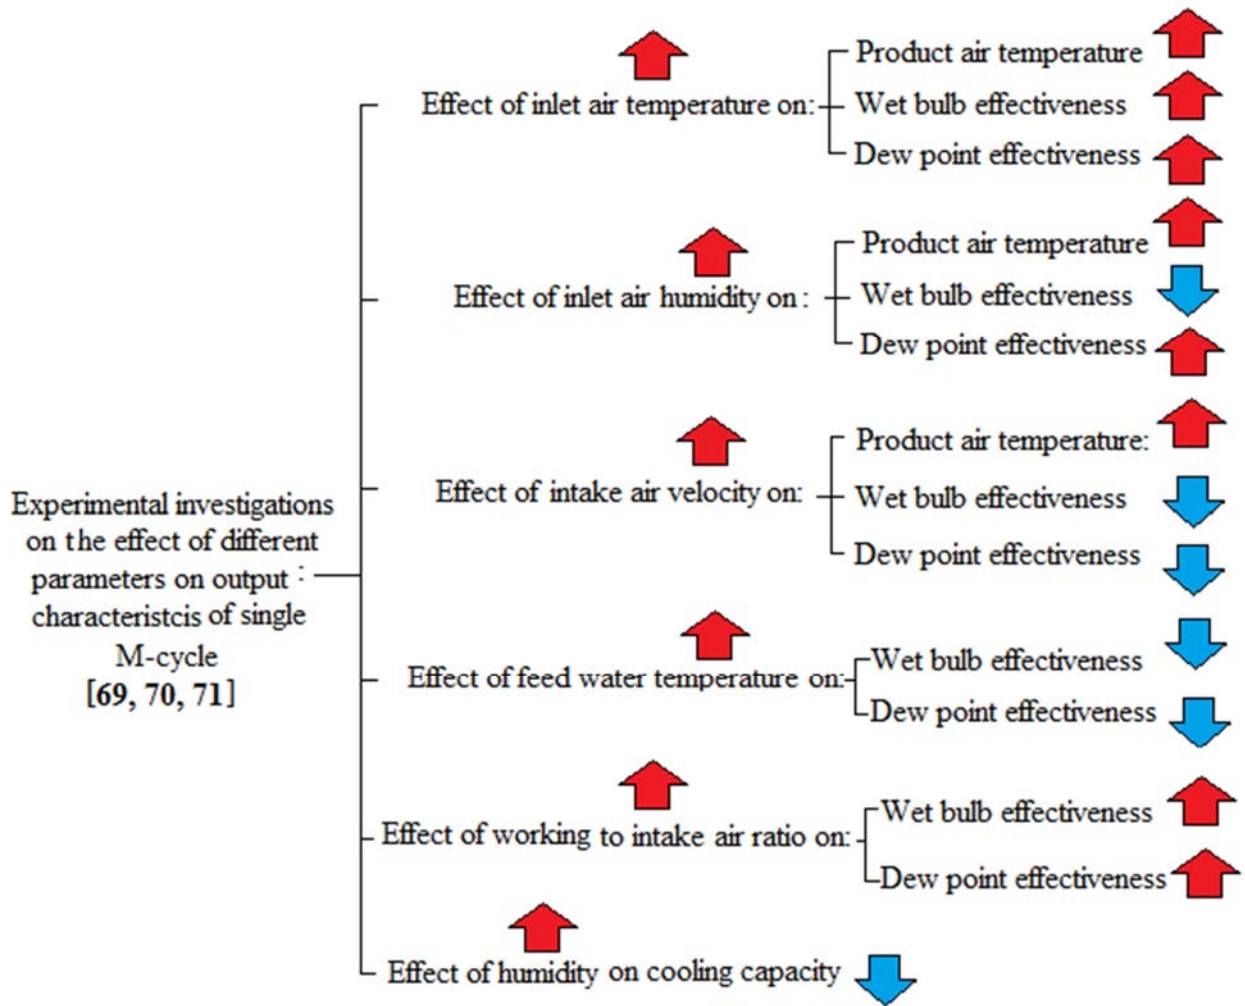 Experimental investigations
on the effect of different
parameters on output :
characteristcis of single
M-cycle
[69, 70, 71]
Effect of inlet air temperature on:
Product air temperature
Wet bulb effectiveness
Dew point effectiveness
Effect of inlet air humidity on :
Product air temperature
Wet bulb effectiveness
Dew point effectiveness
Effect of intake air velocity on:
Product air temperature:
Wet bulb effectiveness
Dew point effectiveness
Effect of feed water temperature on:
Wet bulb effectiveness
Dew point effectiveness
Effect of working to intake air ratio on:
Wet bulb effectiveness
Dew point effectiveness
Effect of humidity on cooling capacity